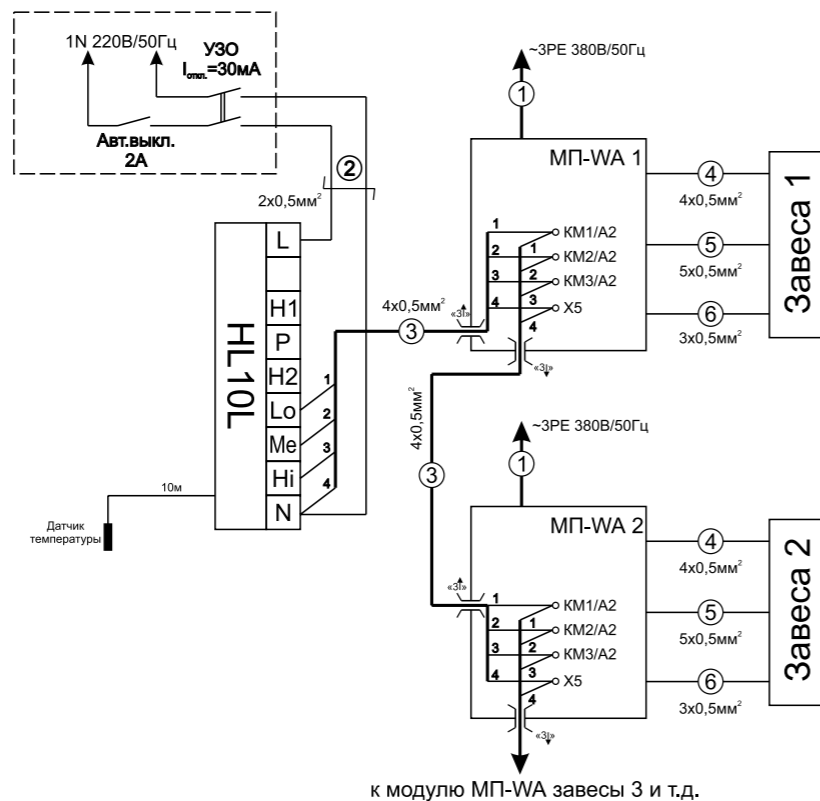 1N 220В/50Гц
УЗО
Iоткл.=30мА
Авт.выкл.
2А
2
2х0,5мм²
HL10L
L
H1
P
H2
Lo
Me
Hi
N
1
2
3
4
10м
Датчик
температуры
4х0,5мм²
3
~3РЕ 380В/50Гц
1
МП-WA 1
1
2
3
4
КМ1/А2
КМ2/А2
КМ3/А2
Х5
1
2
3
4
«3I»
«3I»
4
4х0,5мм²
5
5х0,5мм²
6
3х0,5мм²
Завеса 1
4х0,5мм²
3
~3РЕ 380В/50Гц
1
МП-WA 2
«3I»
1
2
3
4
КМ1/А2
КМ2/А2
КМ3/А2
Х5
1
2
3
4
«3I»
4
4х0,5мм²
5
5х0,5мм²
6
3х0,5мм²
Завеса 2
к модулю МП-WA завесы 3 и т.д.